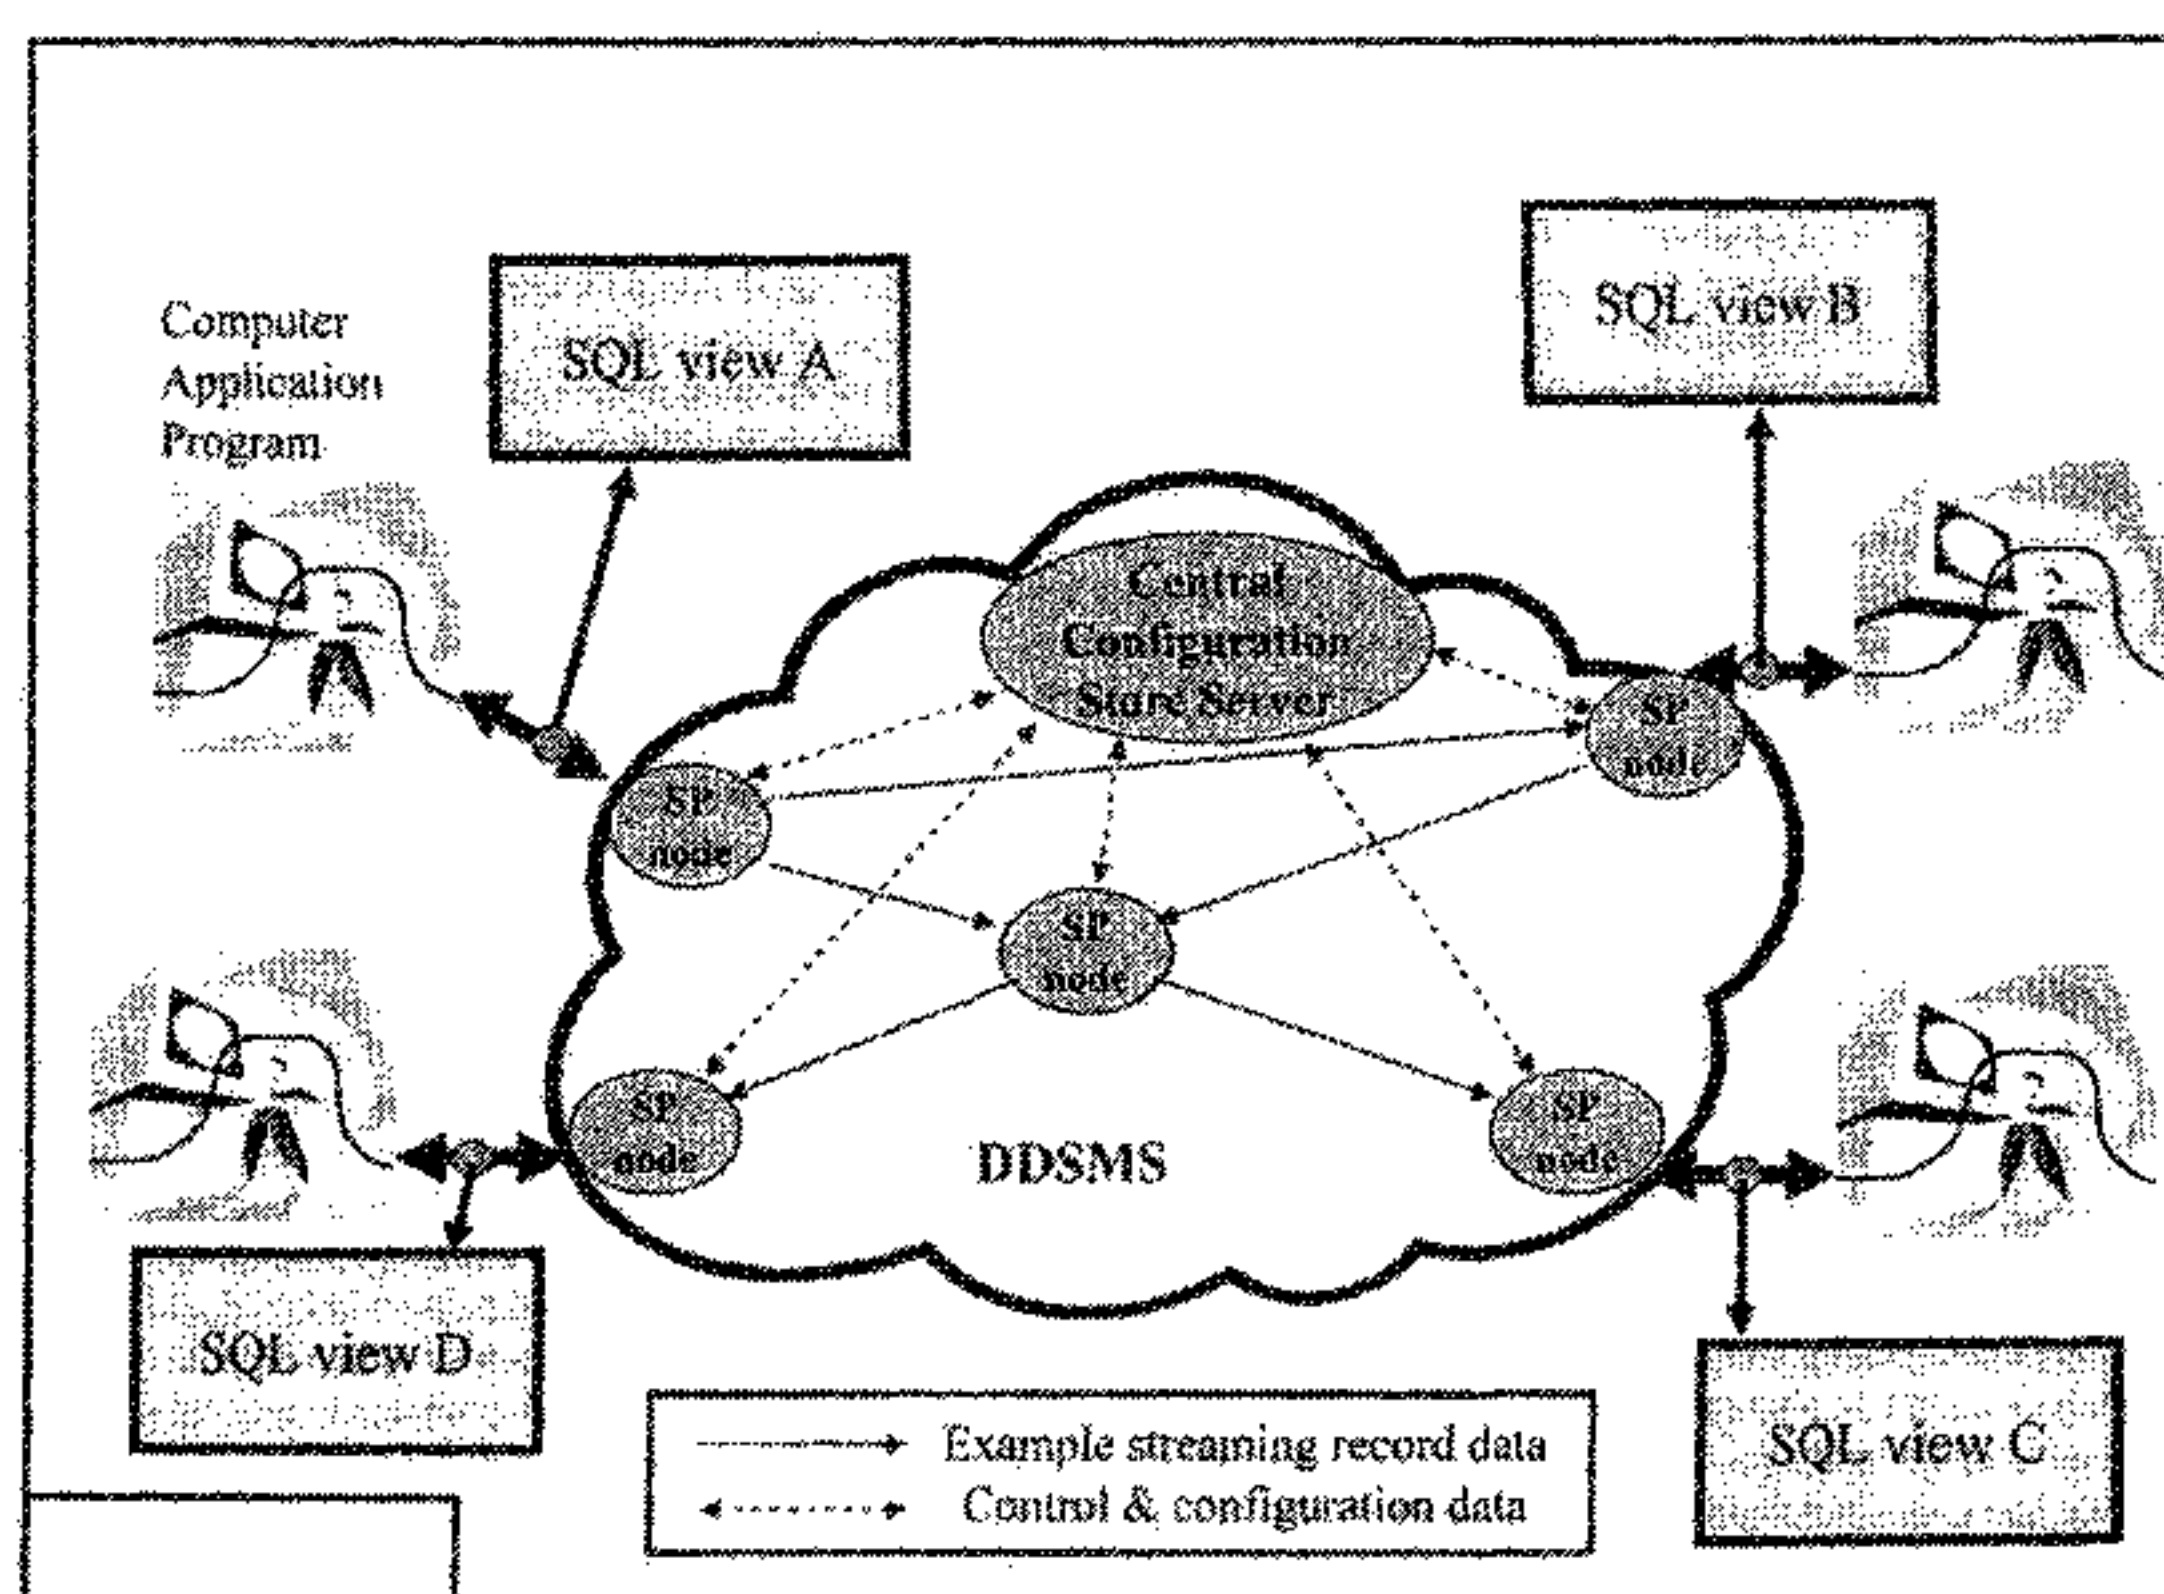 Computer
Application
Program
SQL view A
SQL view B
Central
Configuration
Store Server
SP
node
SP
node
SP
node
SP
node
SP
node
DDSMS
SQL view D
SQL view C
Example streaming record data
Control & configuration data